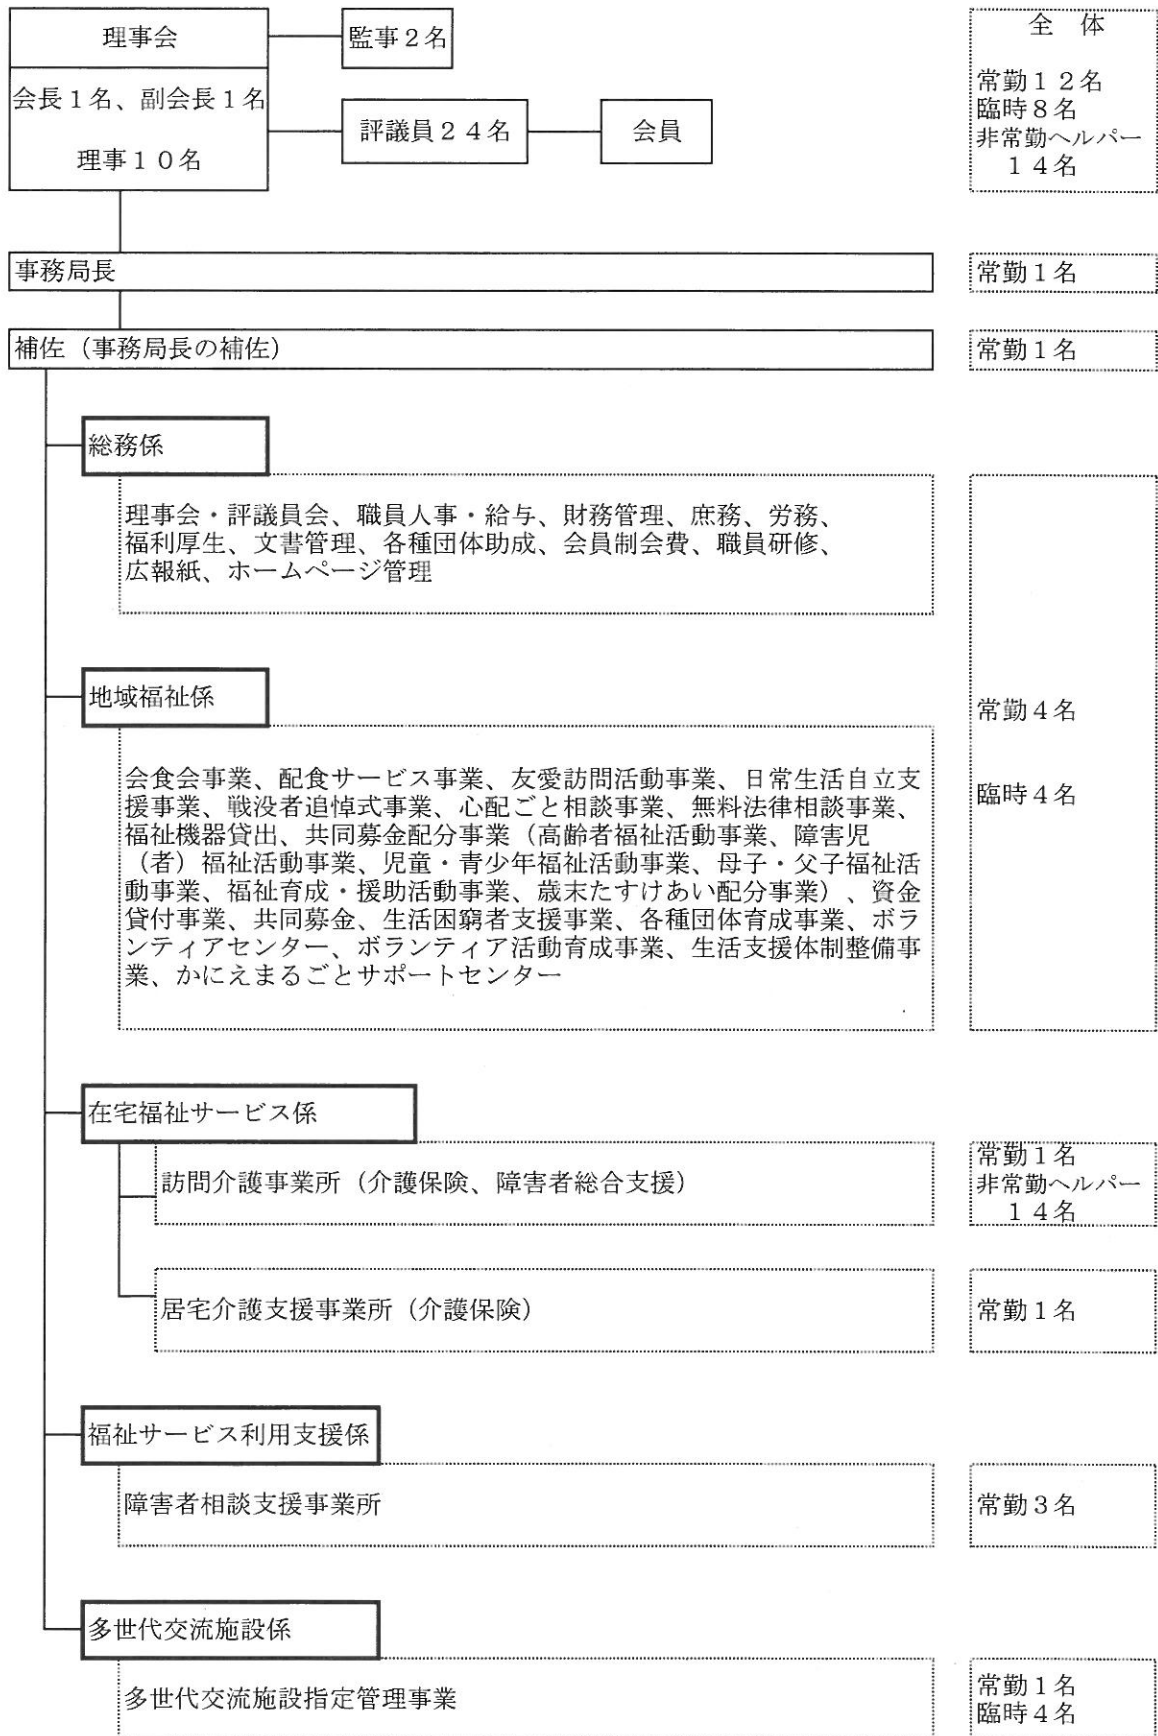 理事会
監事２名
会長１名、副会長１名
理事１０名
評議員２４名
会員
全　体
常勤１２名
臨時８名
非常勤ヘルパー
１４名
事務局長
常勤１名
補佐（事務局長の補佐）
常勤１名
総務係
理事会・評議員会、職員人事・給与、財務管理、庶務、労務、
福利厚生、文書管理、各種団体助成、会員制会費、職員研修、
広報紙、ホームページ管理
地域福祉係
会食会事業、配食サービス事業、友愛訪問活動事業、日常生活自立支
援事業、戦没者追悼式事業、心配ごと相談事業、無料法律相談事業、
福祉機器貸出、共同募金配分事業（高齢者福祉活動事業、障害児
（者）福祉活動事業、児童・青少年福祉活動事業、母子・父子福祉活
動事業、福祉育成・援助活動事業、歳末たすけあい配分事業）、資金
貸付事業、共同募金、生活困窮者支援事業、各種団体育成事業、ボラ
ンティアセンター、ボランティア活動育成事業、生活支援体制整備事
業、かにえまるごとサポートセンター
常勤４名
臨時４名
在宅福祉サービス係
訪問介護事業所（介護保険、障害者総合支援）
常勤１名
非常勤ヘルパー
１４名
居宅介護支援事業所（介護保険）
常勤１名
福祉サービス利用支援係
障害者相談支援事業所
常勤３名
多世代交流施設係
多世代交流施設指定管理事業
常勤１名
臨時４名